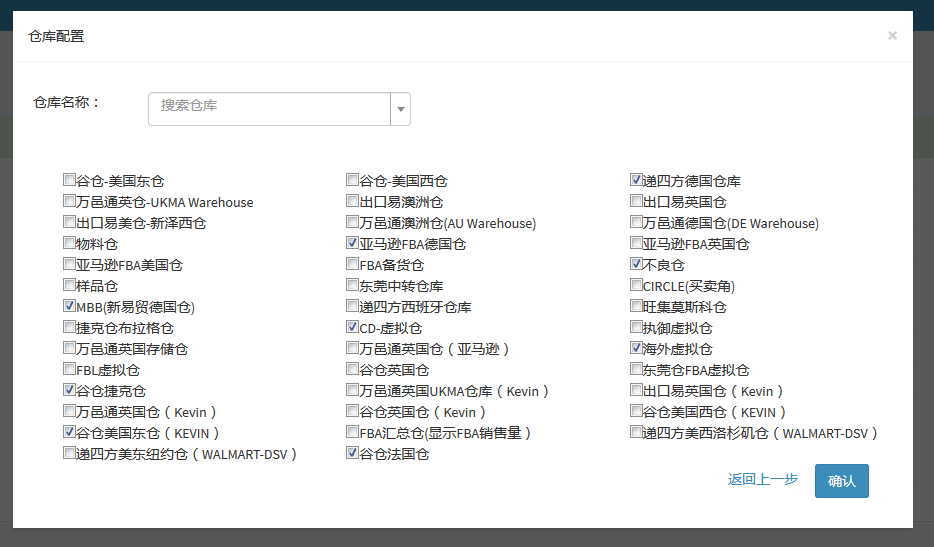 仓库配置 ×
仓库名称： 搜索仓库
谷仓-美国东仓 谷仓-美国西仓 递四方德国仓库
万邑通英仓-UKMA Warehouse 出口易澳洲仓 出口易英国仓
出口易美仓-新泽西仓 万邑通澳洲仓(AU Warehouse) 万邑通德国仓(DE Warehouse)
物料仓 亚马逊FBA德国仓 亚马逊FBA英国仓
亚马逊FBA美国仓 FBA备货仓 不良仓
样品仓 东莞中转仓库 CIRCLE(买卖角)
MBB(新易贸德国仓) 递四方西班牙仓库 旺集莫斯科仓
捷克仓布拉格仓 CD-虚拟仓 执御虚拟仓
万邑通英国存储仓 万邑通英国仓（亚马逊） 海外虚拟仓
FBL虚拟仓 谷仓英国仓 东莞仓FBA虚拟仓
谷仓捷克仓 万邑通英国UKMA仓库（Kevin） 出口易英国仓（Kevin）
万邑通英国仓（Kevin） 谷仓英国仓（Kevin） 谷仓美国西仓（KEVIN）
谷仓美国东仓（KEVIN） FBA汇总仓(显示FBA销售量） 递四方美西洛杉矶仓（WALMART-DSV）
递四方美东纽约仓（WALMART-DSV） 谷仓法国仓
返回上一步 确认